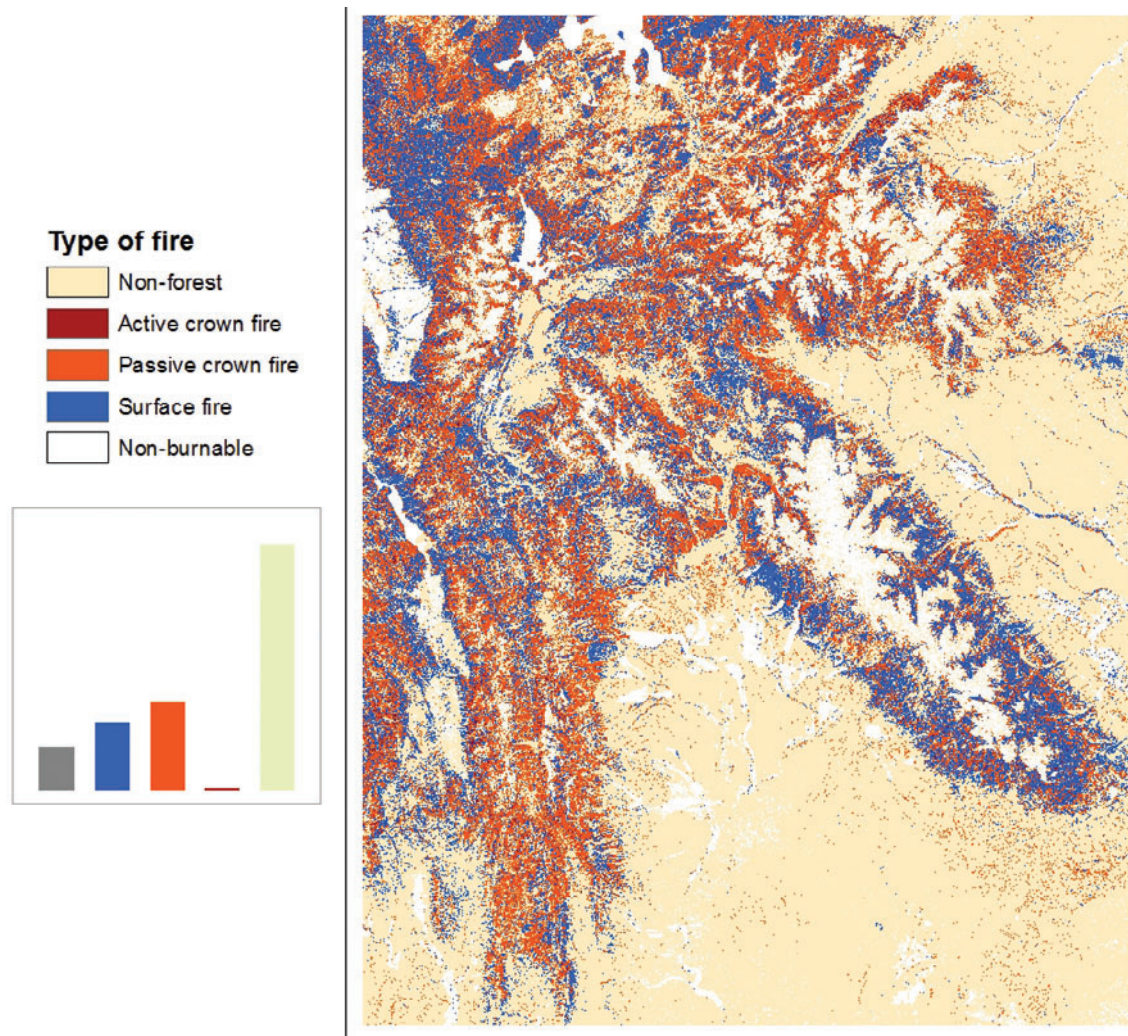 Type of fire
Non-forest
Active crown fire
Passive crown fire
Surface fire
Non-burnable